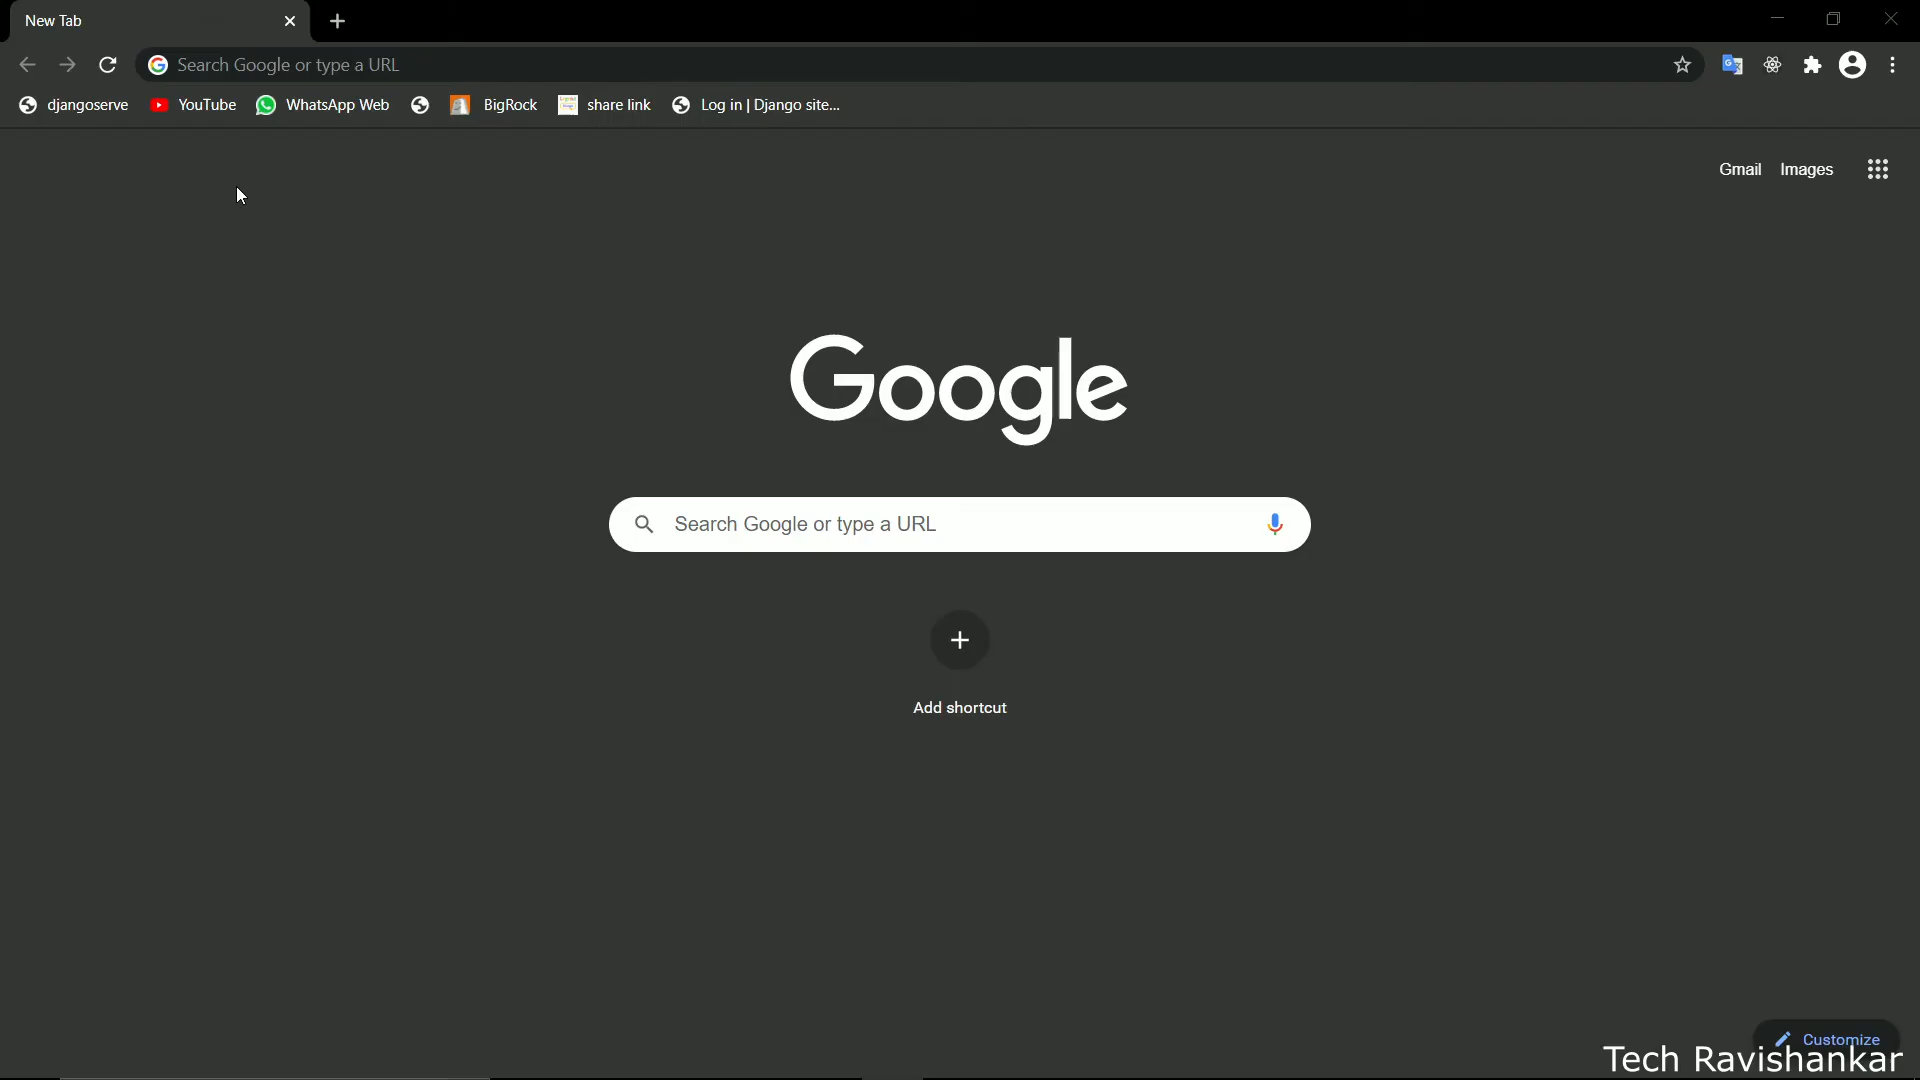 New Tab
Search Google or type a URL
djangoserve YouTube WhatsApp Web BigRock share link Log in | Django site...
Gmail Images
Google
Search Google or type a URL
Add shortcut
Customize
Tech Ravishankar